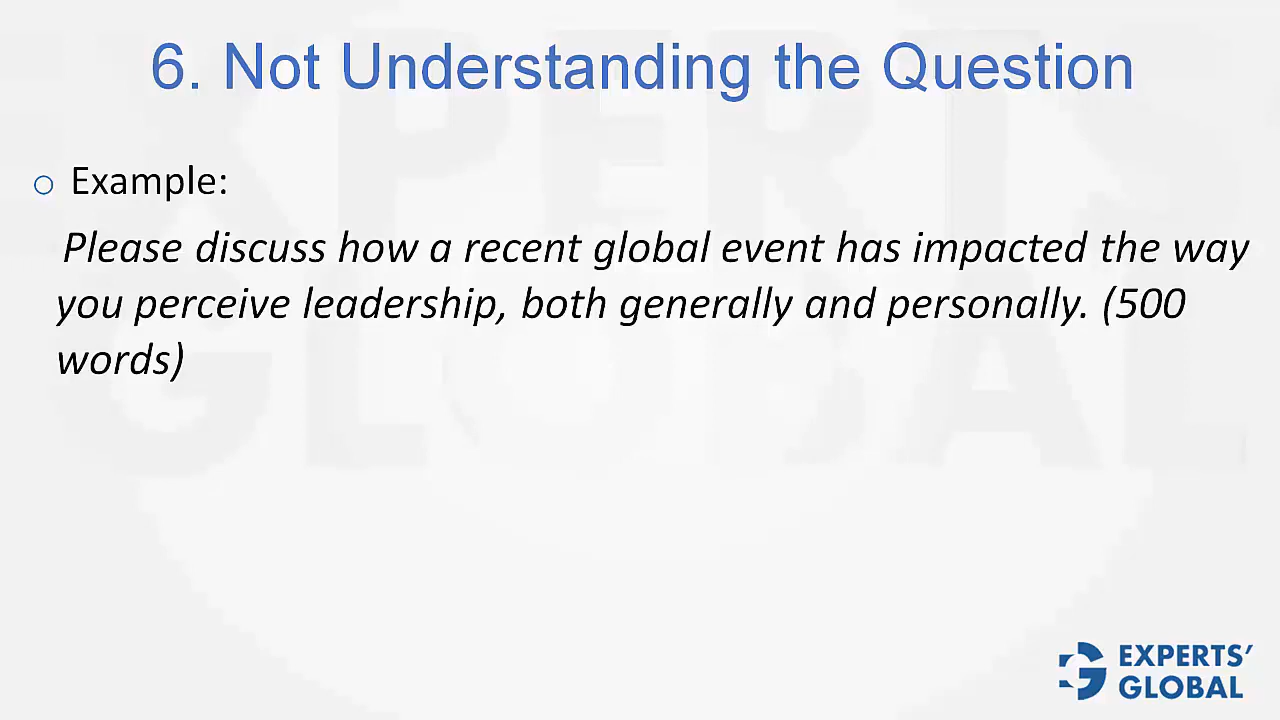 6. Not Understanding the Question
Example:
Please discuss how a recent global event has impacted the way
you perceive leadership, both generally and personally. (500
words)
EXPERTS'
GLOBAL